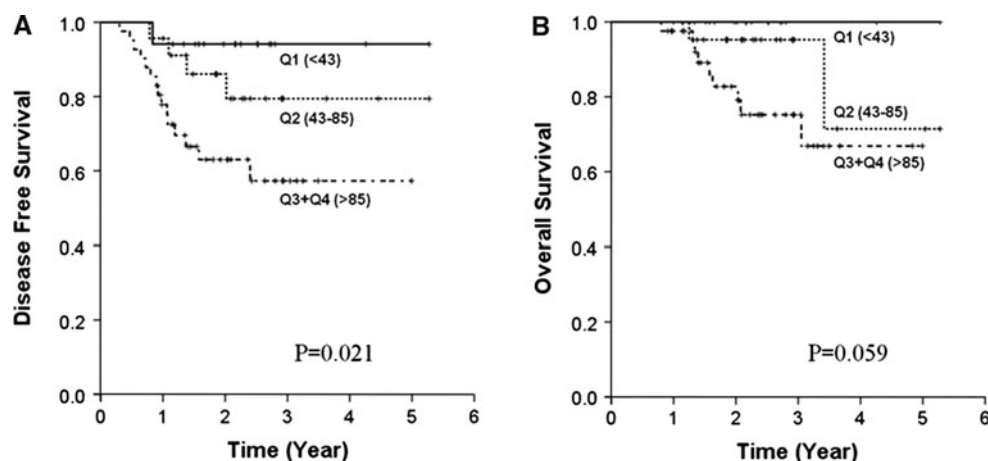 A
1.0
0.8
0.6
0.4
0.2
0.0
0 1 2 3 4 5 6
Disease Free Survival
Time (Year)
Q1 (<43)
Q2 (43-85)
Q3+Q4 (>85)
P=0.021
B
1.0
0.8
0.6
0.4
0.2
0.0
0 1 2 3 4 5 6
Overall Survival
Time (Year)
Q1 (<43)
Q2 (43-85)
Q3+Q4 (>85)
P=0.059